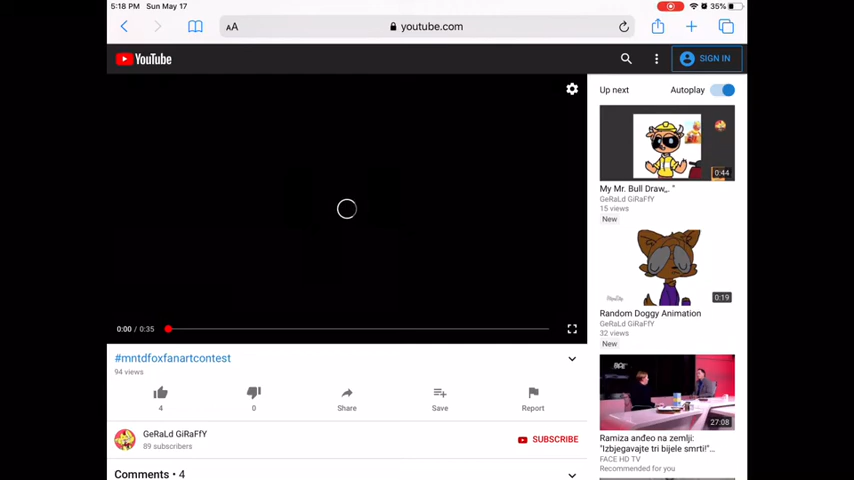 5:18 PM Sun May 17
35%
AA
youtube.com
YouTube
SIGN IN
Up next
Autoplay
0:44
My Mr. Bull Draw,,. "
GeRaLd GiRaFfY
15 views
New
0:19
Random Doggy Animation
GeRaLd GiRaFfY
32 views
New
27:08
Ramiza anđeo na zemlji:
"Izbjegavajte tri bijele smrti!"...
FACE HD TV
Recommended for you
0:00 / 0:35
#mntdfoxfanartcontest
94 views
4
0
Share
Save
Report
GeRaLd GiRaFfY
89 subscribers
SUBSCRIBE
Comments • 4